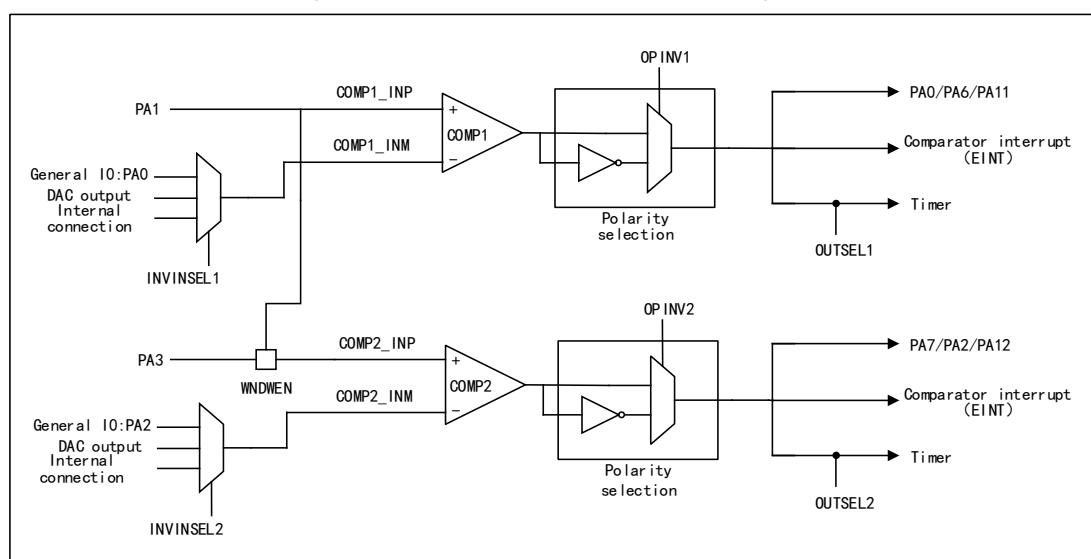 OPINV1
PA1
COMP1_INP
+
COMP1
-
COMP1_INM
PA0/PA6/PA11
Comparator interrupt
(EINT)
General IO:PA0
DAC output
Internal
connection
Polarity
selection
Timer
OUTSEL1
INVINSEL1
OPINV2
PA3
COMP2_INP
WNDWEN
+
COMP2
-
COMP2_INM
PA7/PA2/PA12
Comparator interrupt
(EINT)
General IO:PA2
DAC output
Internal
connection
Polarity
selection
Timer
OUTSEL2
INVINSEL2